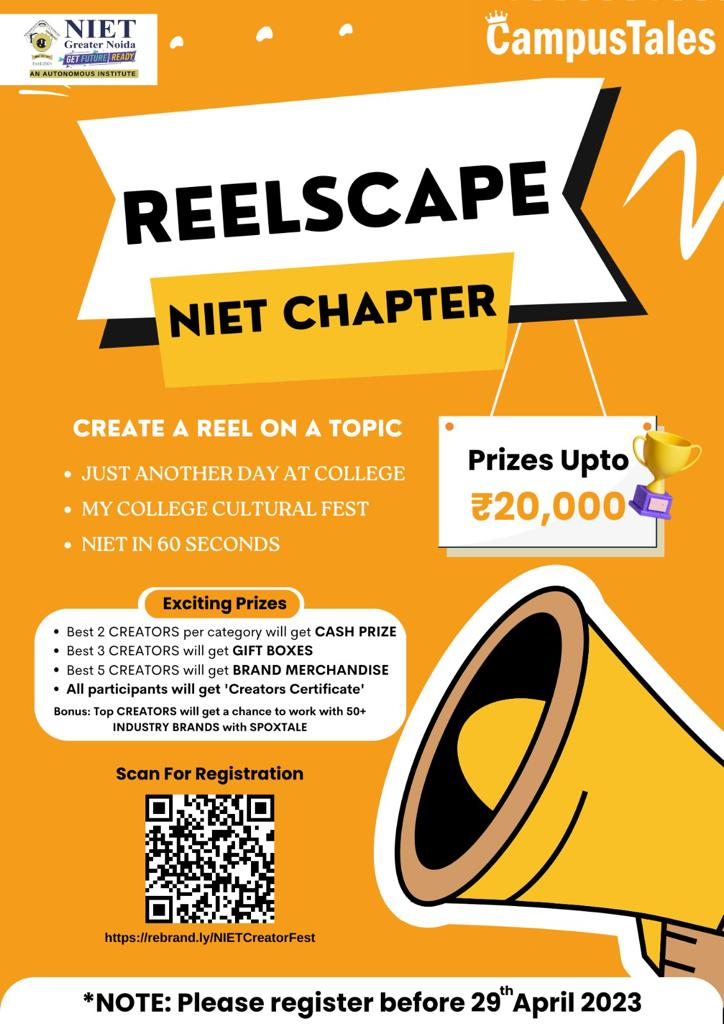 NIET
Greater Noida
GET FUTURE READY
AN AUTONOMOUS INSTITUTE
CampusTales
REELSCAPE
NIET CHAPTER
CREATE A REEL ON A TOPIC
• JUST ANOTHER DAY AT COLLEGE
• MY COLLEGE CULTURAL FEST
• NIET IN 60 SECONDS
Prizes Upto
₹20,000
Exciting Prizes
• Best 2 CREATORS per category will get CASH PRIZE
• Best 3 CREATORS will get GIFT BOXES
• Best 5 CREATORS will get BRAND MERCHANDISE
• All participants will get 'Creators Certificate'
Bonus: Top CREATORS will get a chance to work with 50+
INDUSTRY BRANDS with SPOXTALE
Scan For Registration
https://rebrand.ly/NIETCreatorFest
*NOTE: Please register before 29th April 2023